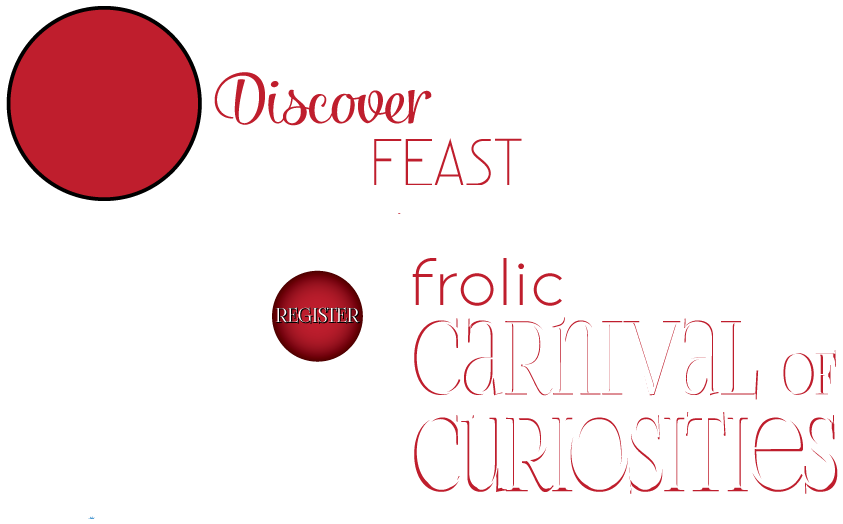 Discover
FEAST
frolic
REGISTER
CaRNIVaL OF
CURIOSITIeS